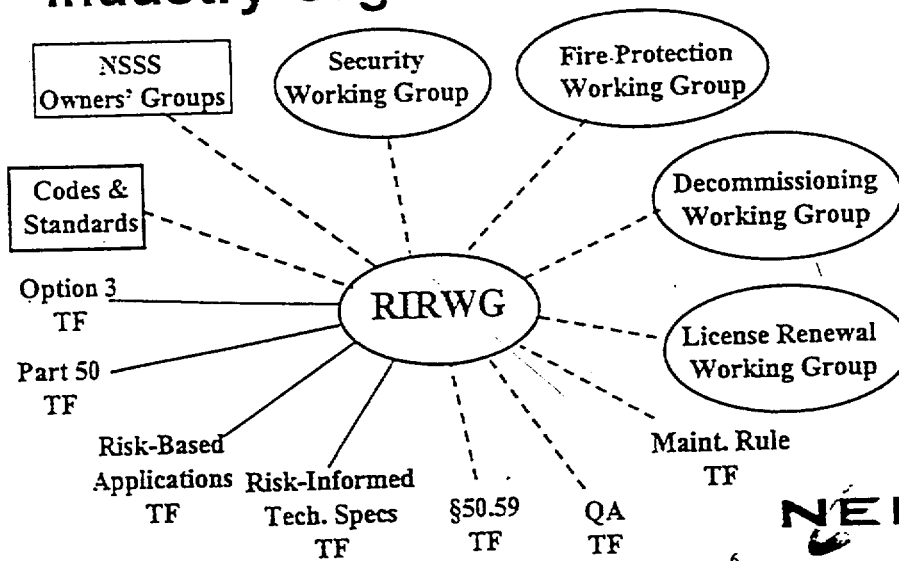 NSSS
Owners' Groups
Security
Working Group
Fire Protection
Working Group
Codes &
Standards
Decommissioning
Working Group
Option 3
TF
RIRWG
License Renewal
Working Group
Part 50
TF
Risk-Based
Applications
TF
Risk-Informed
Tech. Specs
TF
§50.59
TF
QA
TF
Maint. Rule
TF
NEI
6